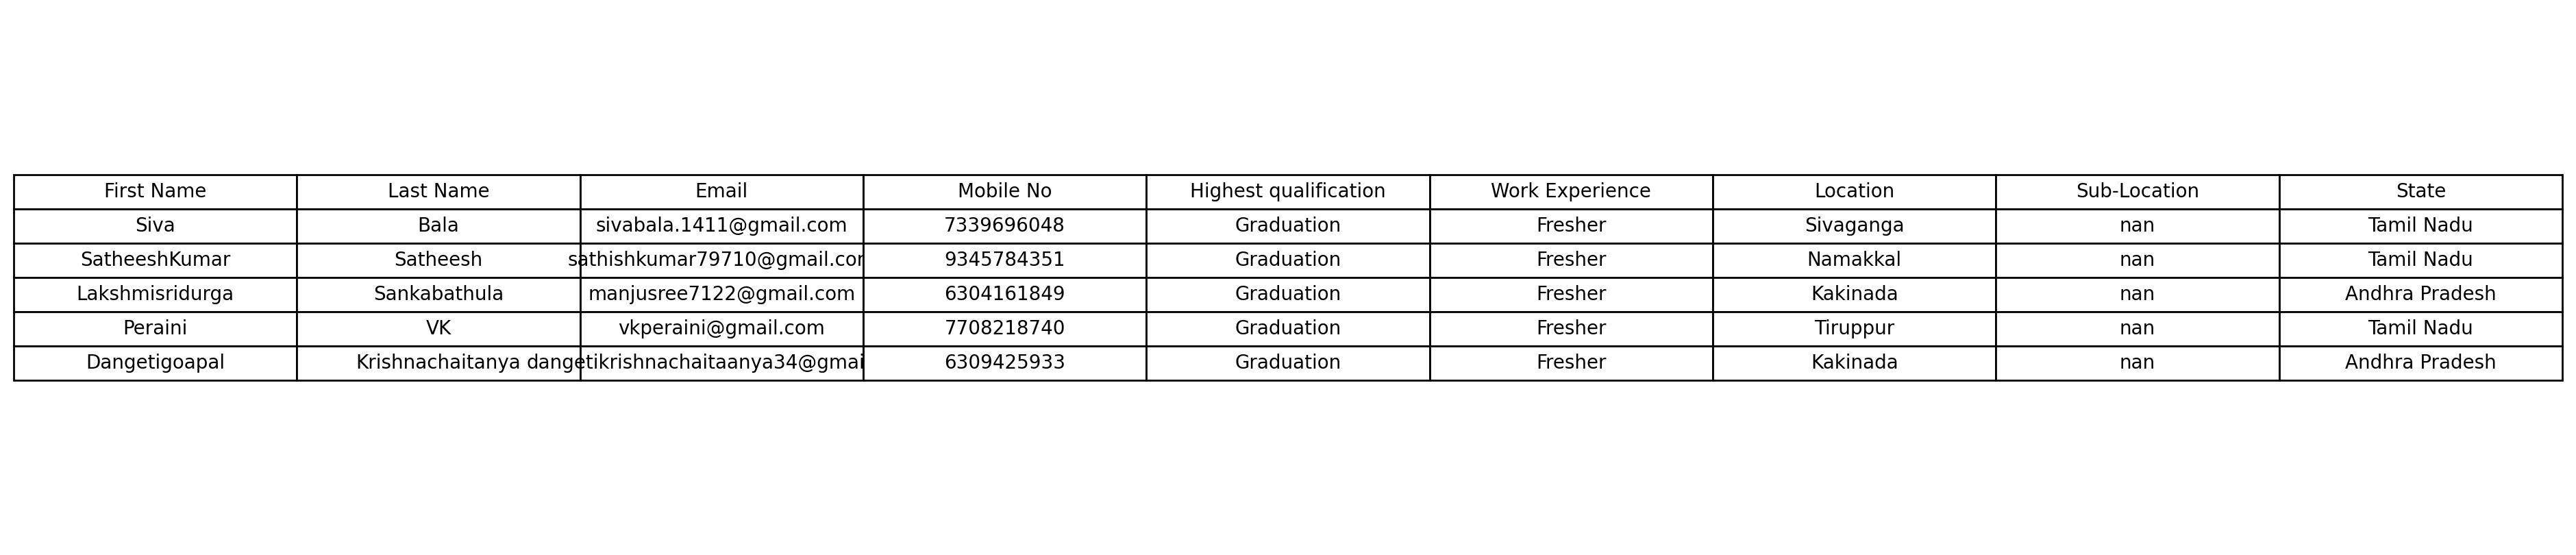 First Name Last Name Email Mobile No Highest qualification Work Experience Location Sub-Location State
Siva Bala sivabala.1411@gmail.com 7339696048 Graduation Fresher Sivaganga nan Tamil Nadu
SatheeshKumar Satheesh sathishkumar79710@gmail.cor 9345784351 Graduation Fresher Namakkal nan Tamil Nadu
Lakshmisridurga Sankabathula manjusree7122@gmail.com 6304161849 Graduation Fresher Kakinada nan Andhra Pradesh
Peraini VK vkperaini@gmail.com 7708218740 Graduation Fresher Tiruppur nan Tamil Nadu
Dangetigoapal Krishnachaitanya dangetikrishnachaitaanya34@gmai 6309425933 Graduation Fresher Kakinada nan Andhra Pradesh